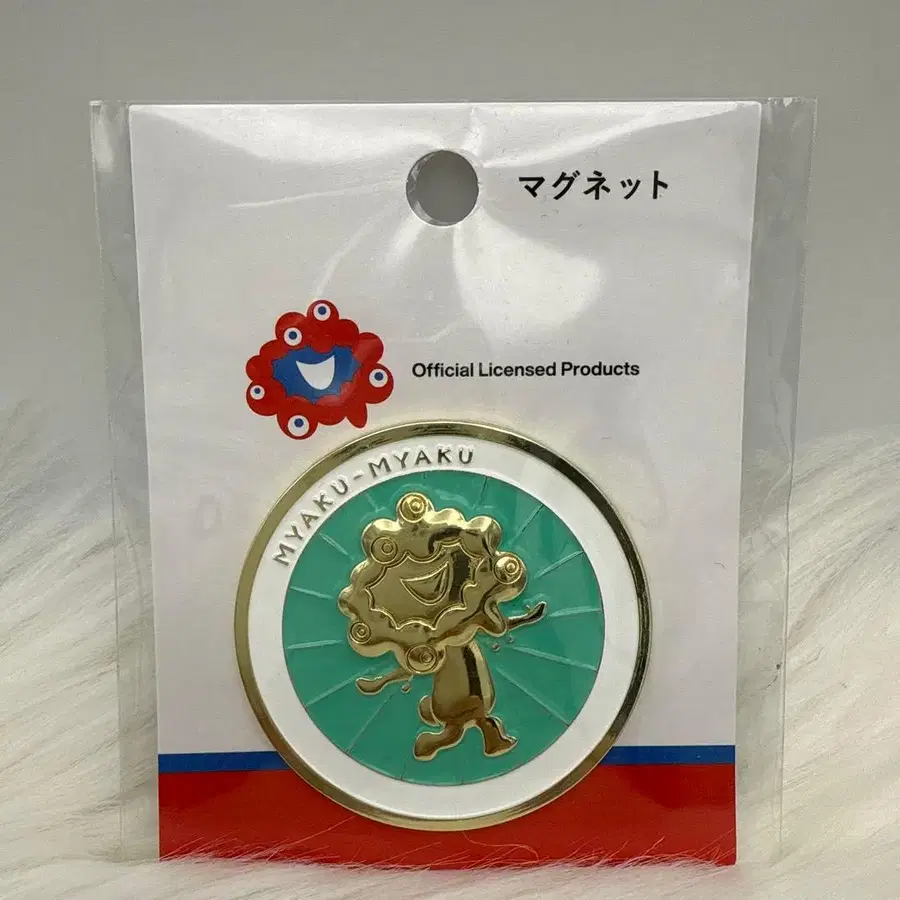 マグネット
Official Licensed Products
MYAKU-MYAKU